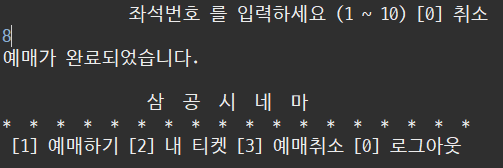 좌석번호 를 입력하세요 (1 ~ 10) [0] 취소
8
예매가 완료되었습니다.
삼 공 시 네 마
* * * * * * * * * * * * * * * * * *
[1] 예매하기 [2] 내 티켓 [3] 예매취소 [0] 로그아웃